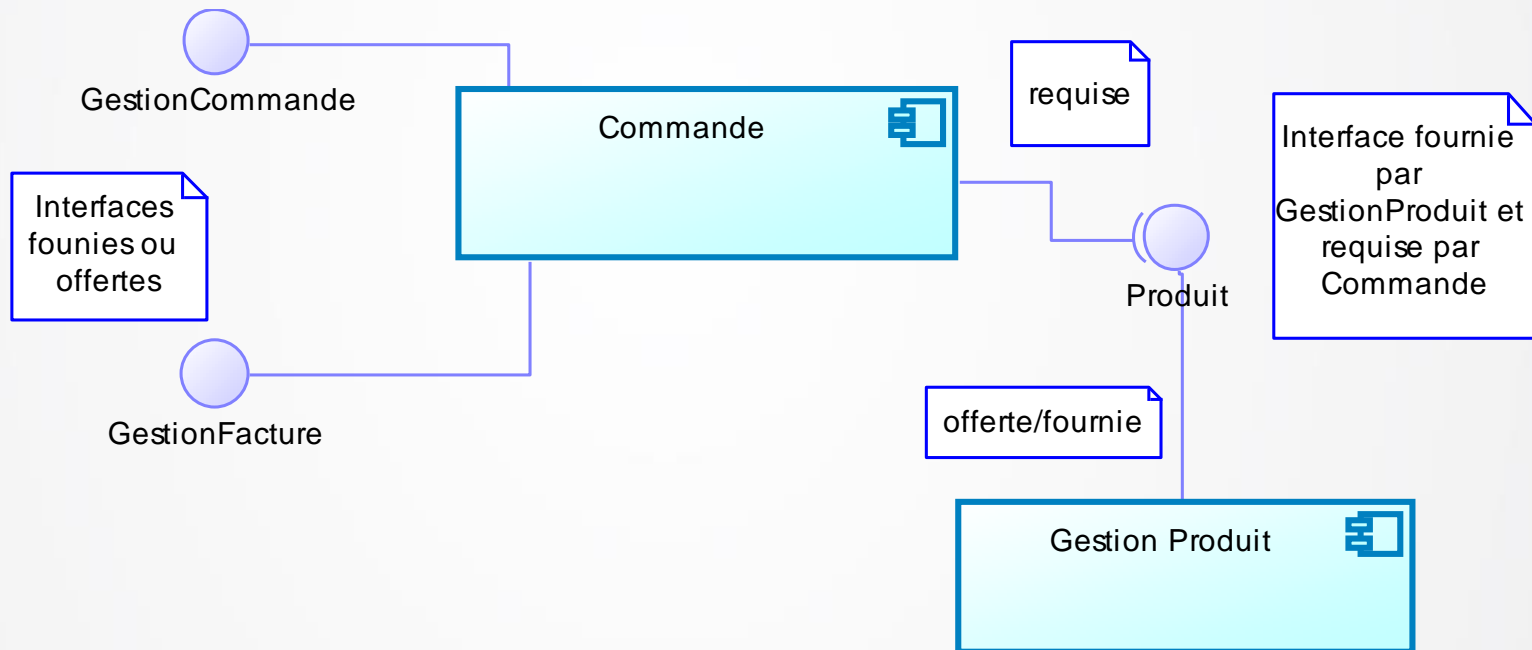 GestionCommande
Commande
requise
Interface fournie
par
GestionProduit et
requise par
Commande
Interfaces
founies ou
offertes
Produit
GestionFacture
offerte/fournie
Gestion Produit